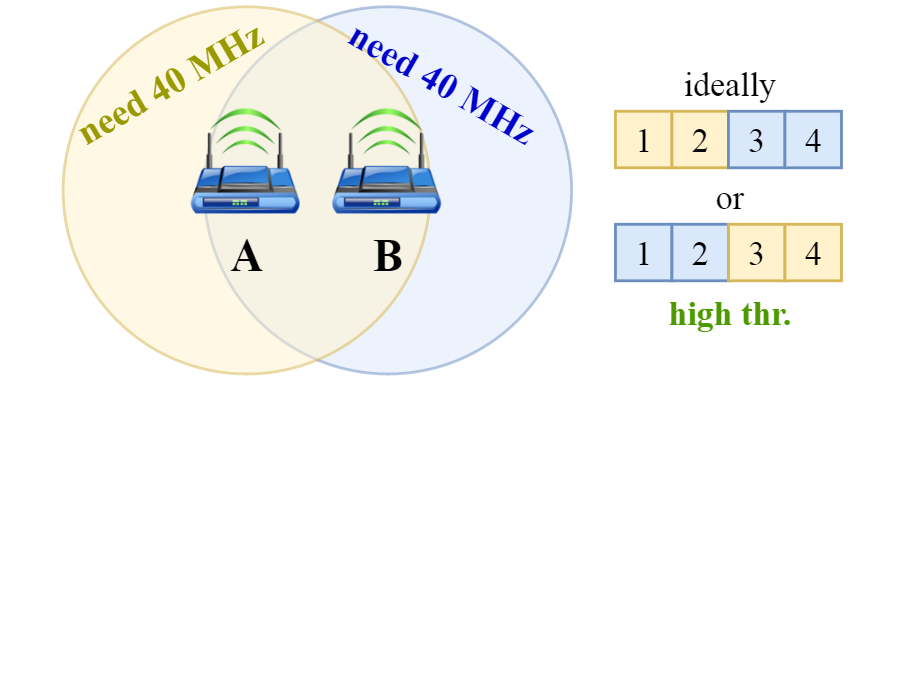 need 40 MHz
need 40 MHz
A
B
ideally
1 2 3 4
or
1 2 3 4
high thr.